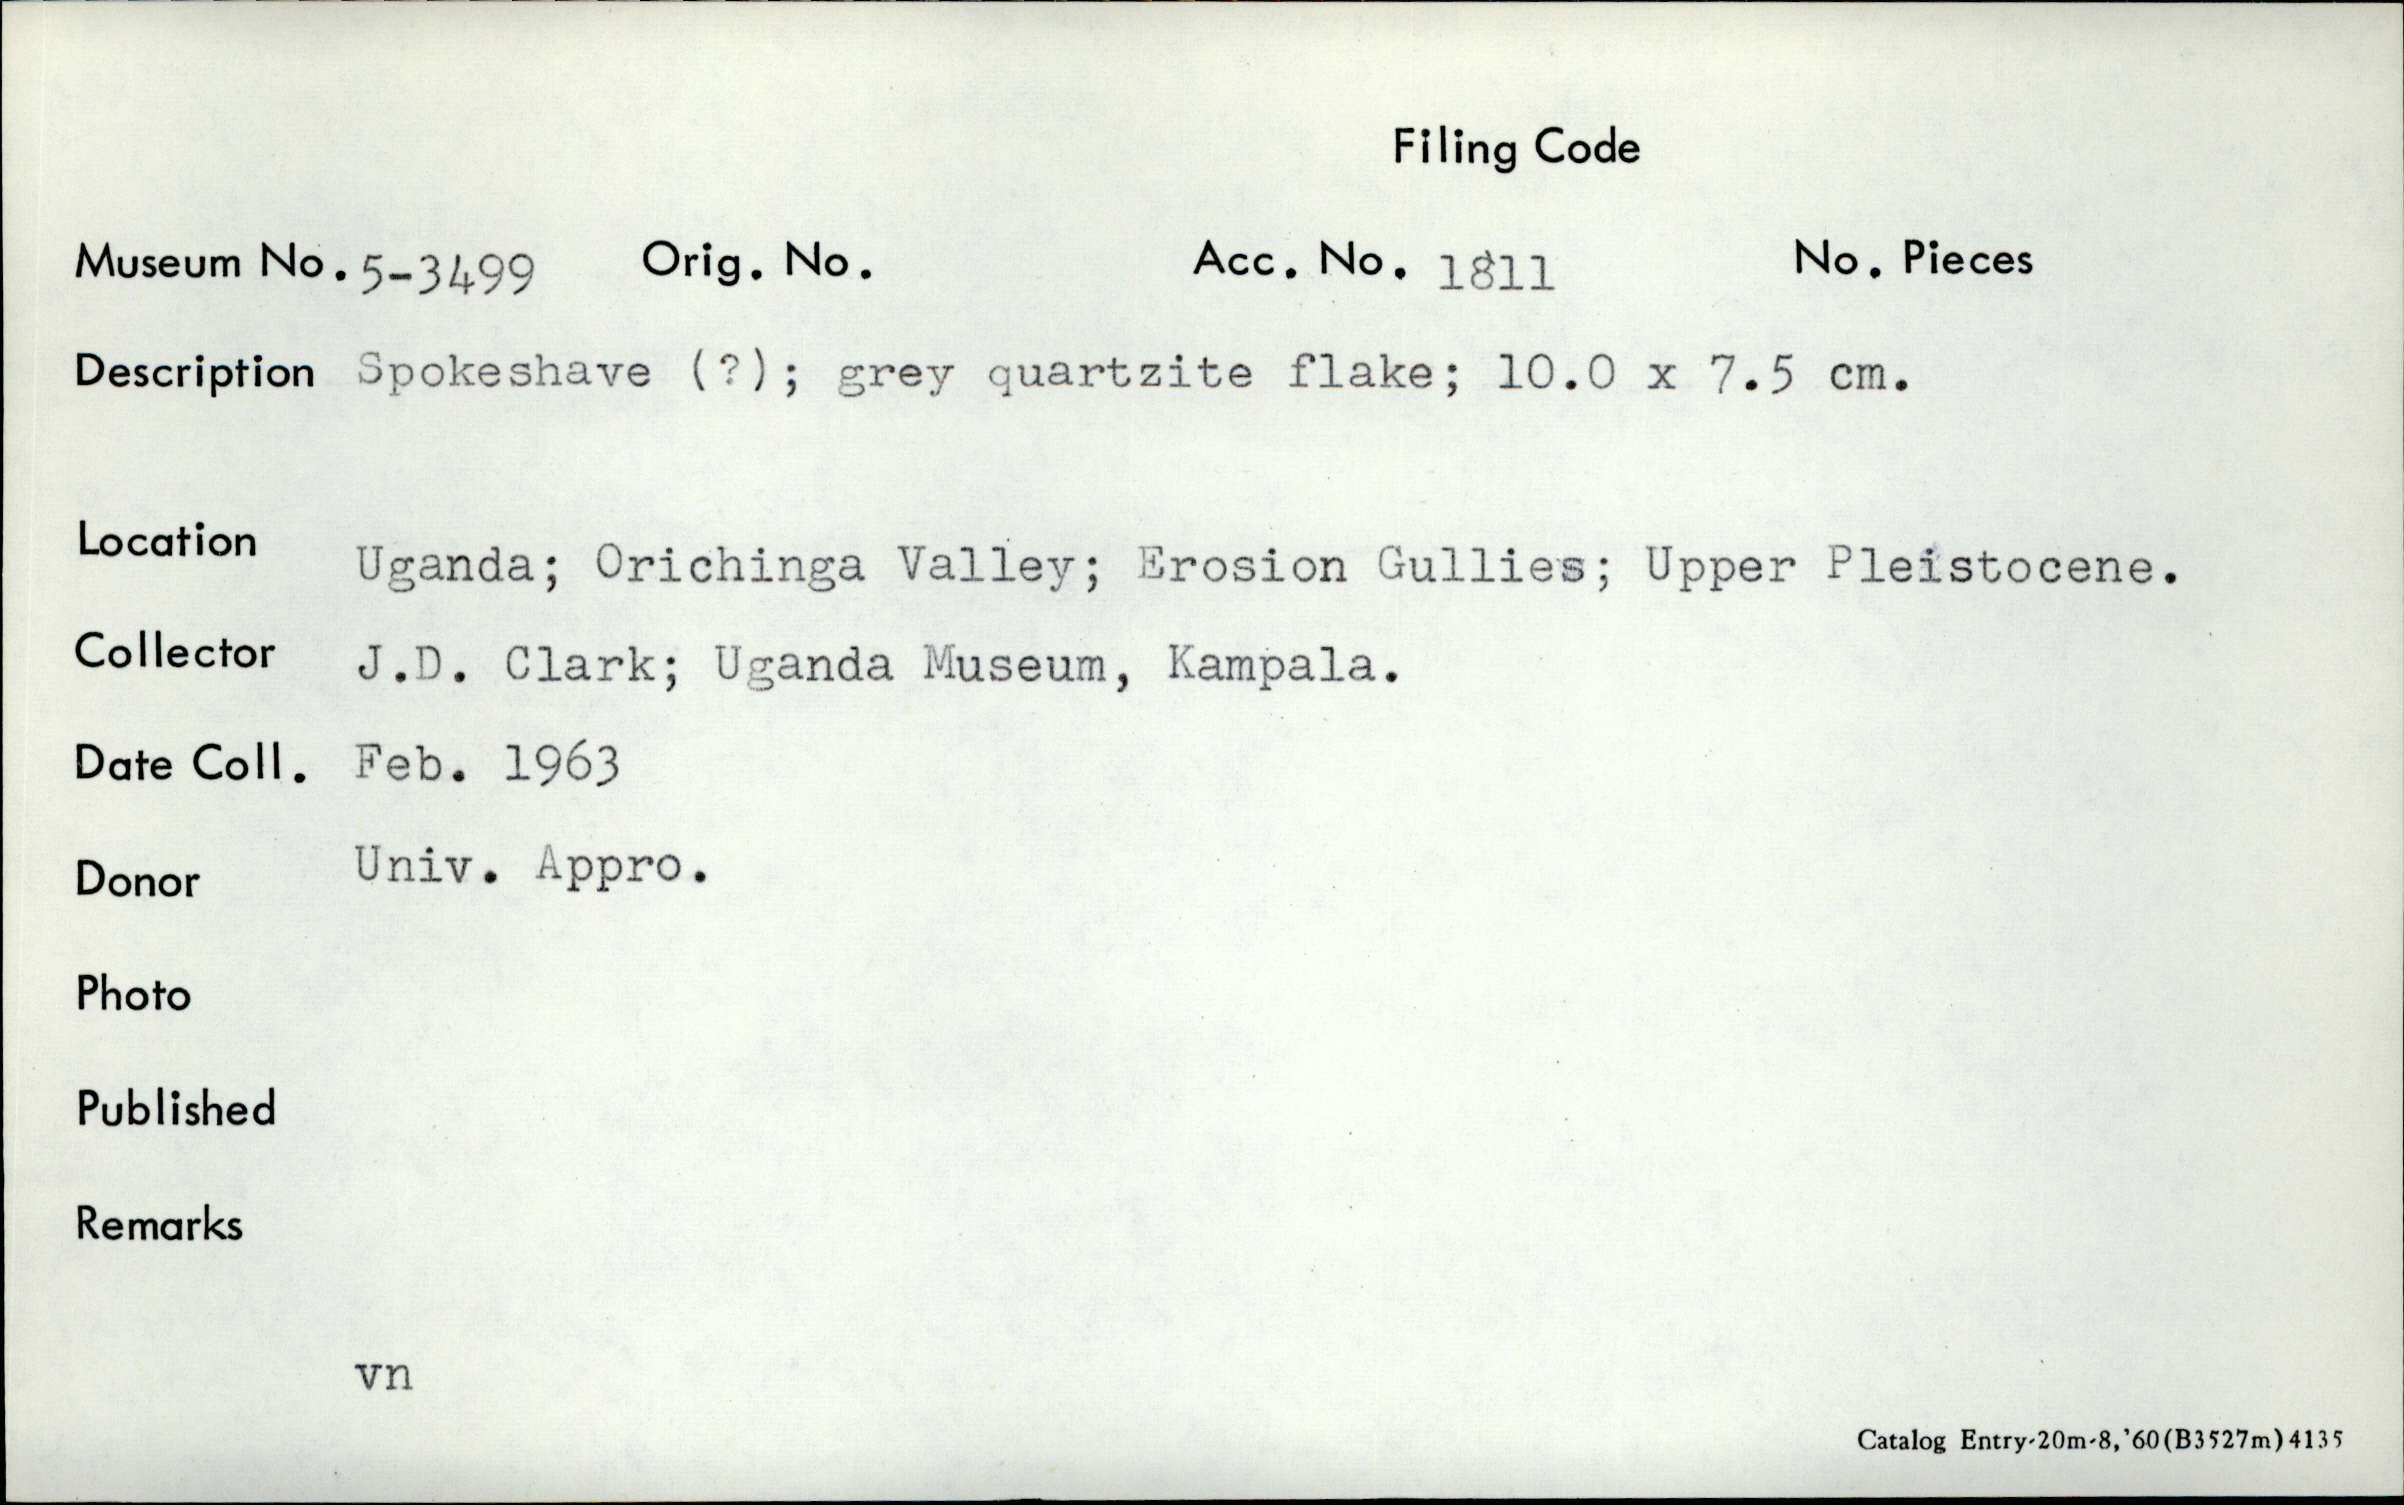 Filing Code
Museum No. 5-3499 Orig. No. Acc. No. 1811 No. Pieces
Description Spokeshave (?); grey quartzite flake; 10.0 x 7.5 cm.
Location Uganda; Orichinga Valley; Erosion Gullies; Upper Pleistocene.
Collector J.D. Clark; Uganda Museum, Kampala.
Date Coll. Feb. 1963
Donor Univ. Appro.
Photo
Published
Remarks
vn
Catalog Entry-20m-8,'60(B3527m)4135